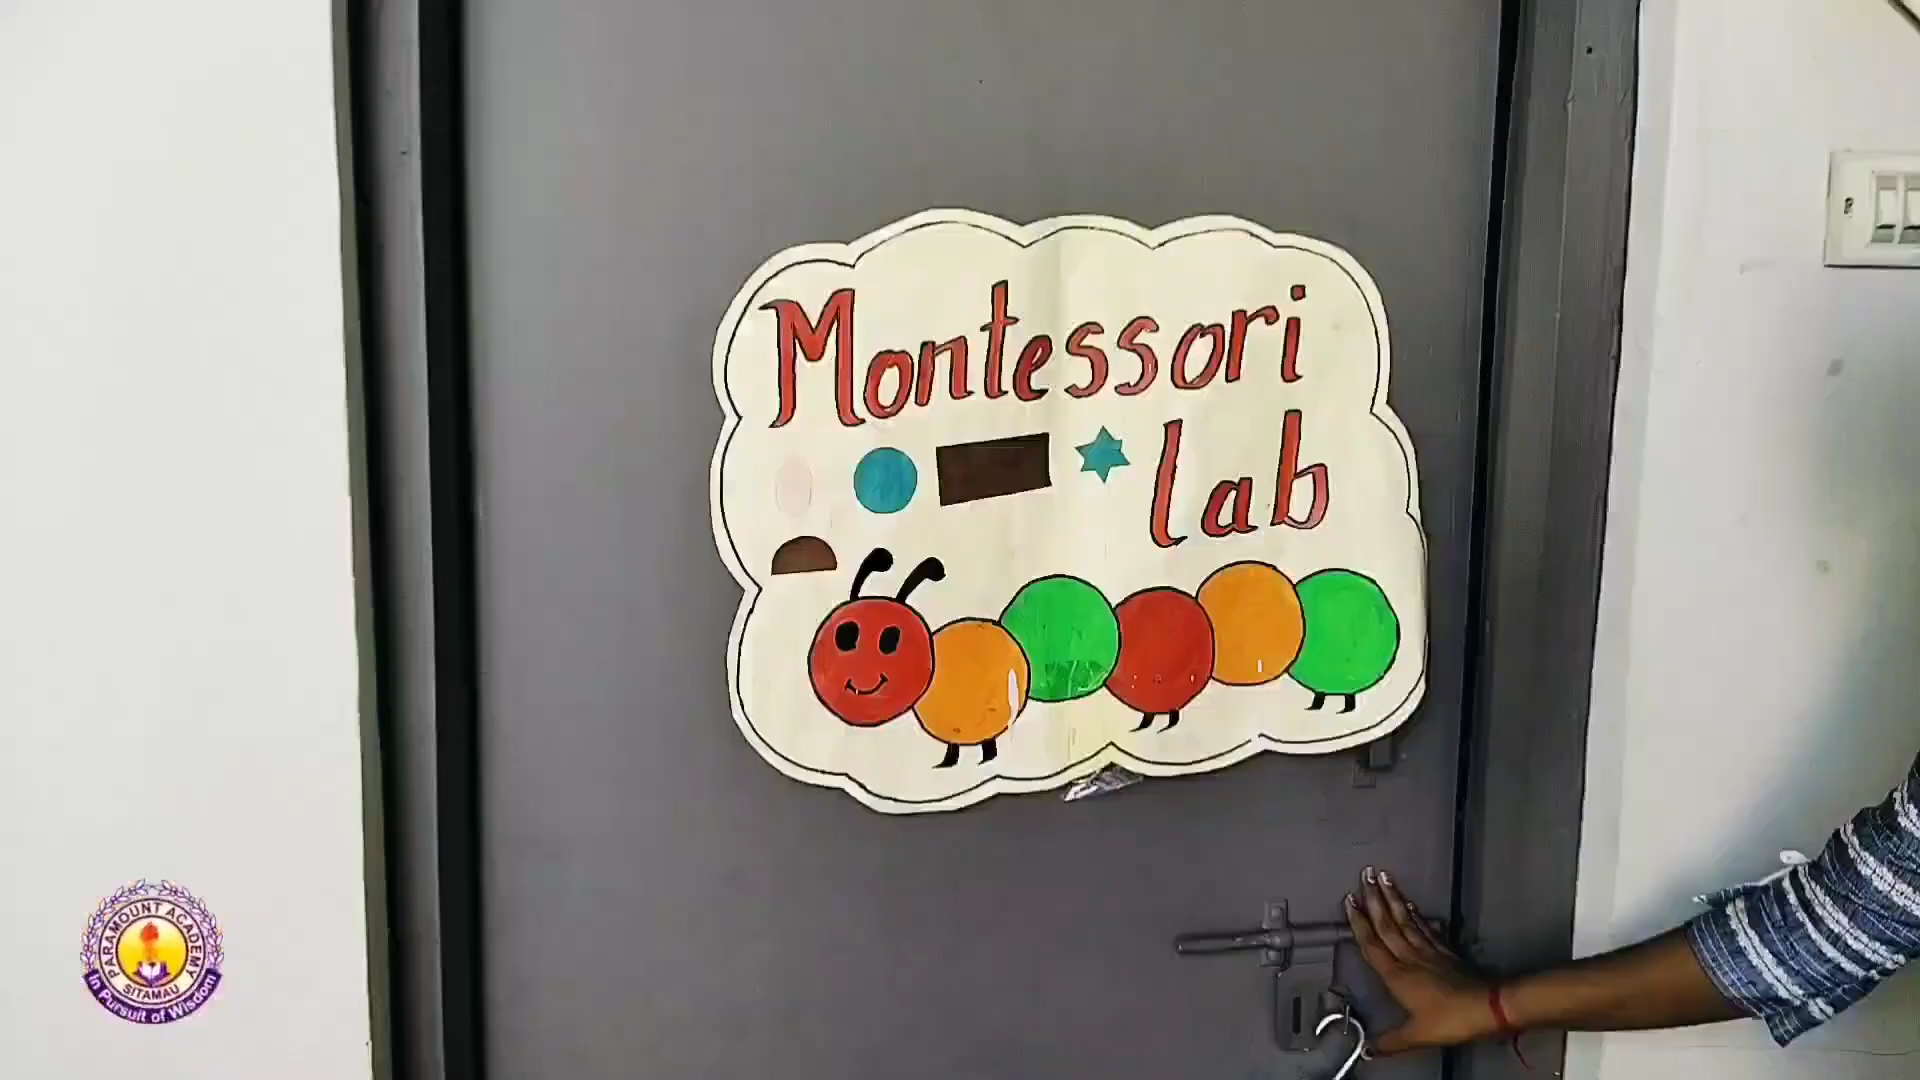 Montessori
lab
PARAMOUNT ACADEMY
SITAMAU
In Pursuit of Wisdom